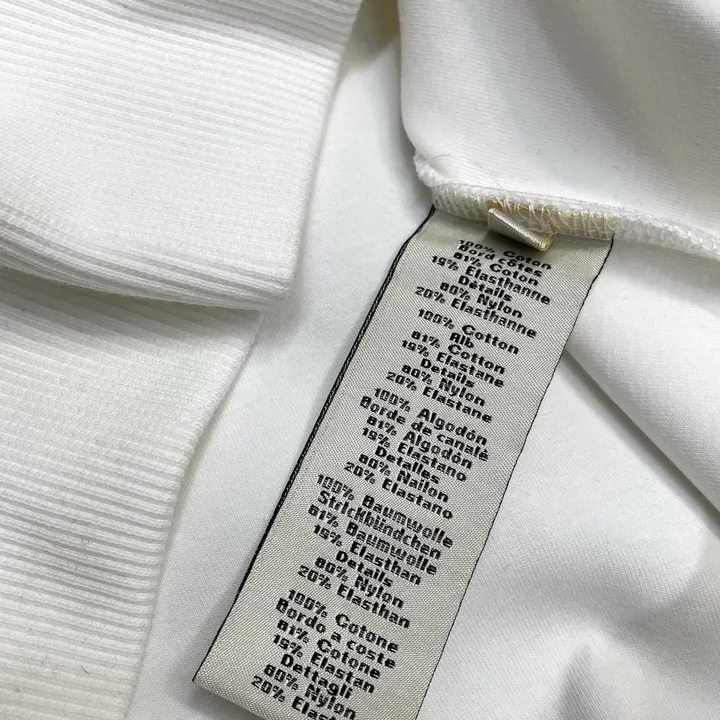 100% Coton
Bord côtes
81% Coton
19% Elasthanne
Détails
80% Nylon
20% Elasthanne
100% Cotton
Rib
81% Cotton
19% Elastane
Details
80% Nylon
20% Elastane
100% Algodón
Borde de canalé
81% Algodón
19% Elastano
Detalles
80% Nailon
20% Elastano
100% Baumwolle
Strickbündchen
81% Baumwolle
19% Elasthan
Details
80% Nylon
20% Elasthan
100% Cotone
Bordo a coste
81% Cotone
19% Elastan
Dettagli
80% Nylon
20% Elastan